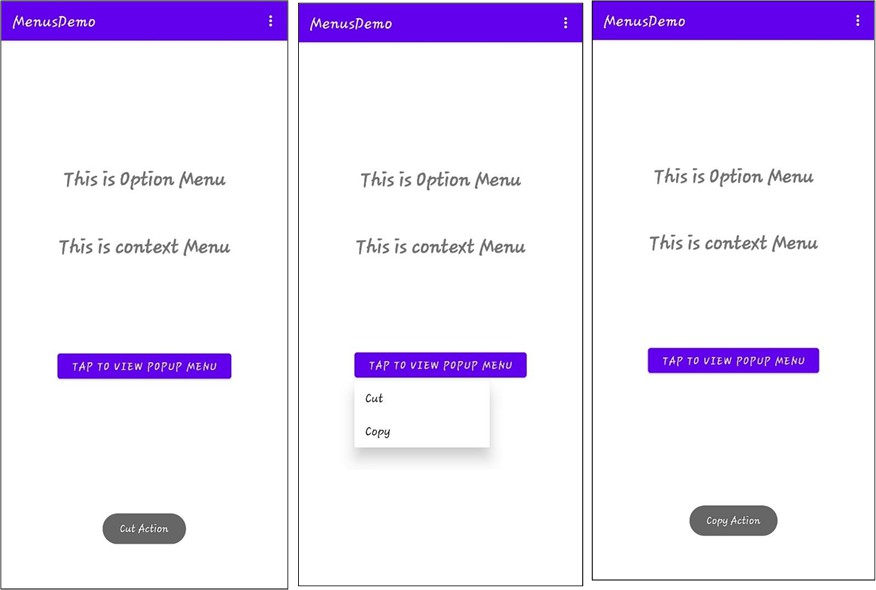 MenusDemo
This is Option Menu
This is context Menu
TAP TO VIEW POPUP MENU
Cut Action
MenusDemo
This is Option Menu
This is context Menu
TAP TO VIEW POPUP MENU
Cut
Copy
MenusDemo
This is Option Menu
This is context Menu
TAP TO VIEW POPUP MENU
Copy Action